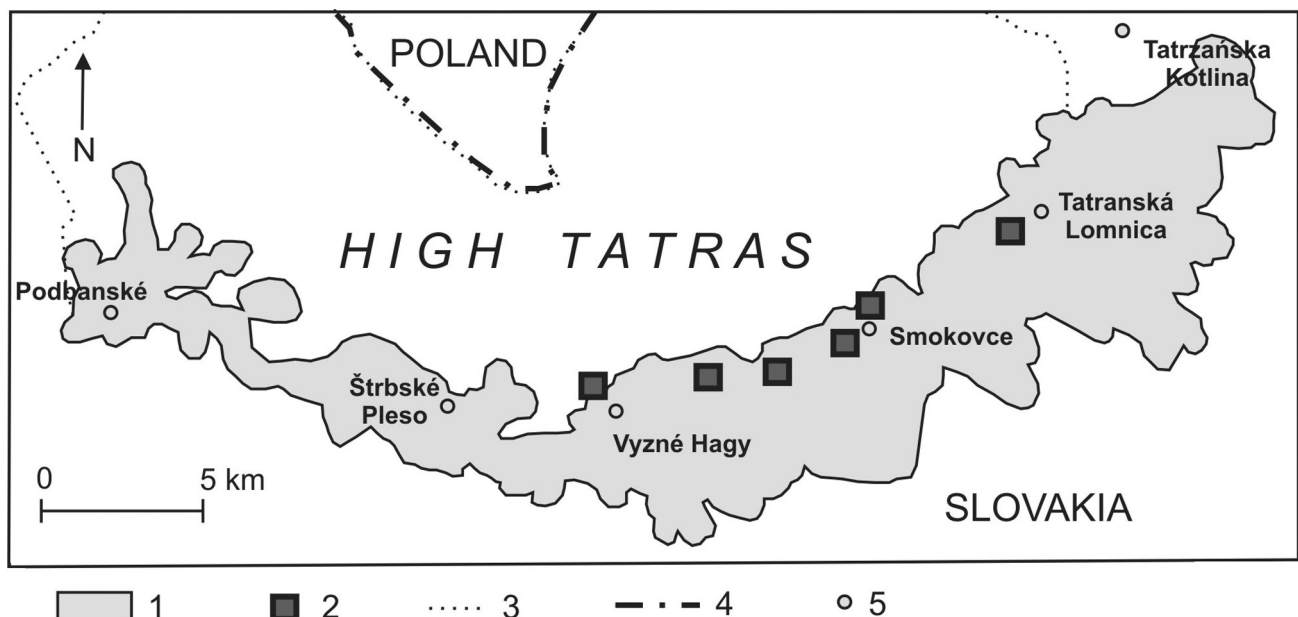 POLAND
Tatrzańska
Kotlina
N
Tatranská
Lomnica
HIGH TATRAS
Podbanské
Smokovce
Štrbské
Pleso
Vyzné Hagy
0 5 km
SLOVAKIA
1 2 3 4 5